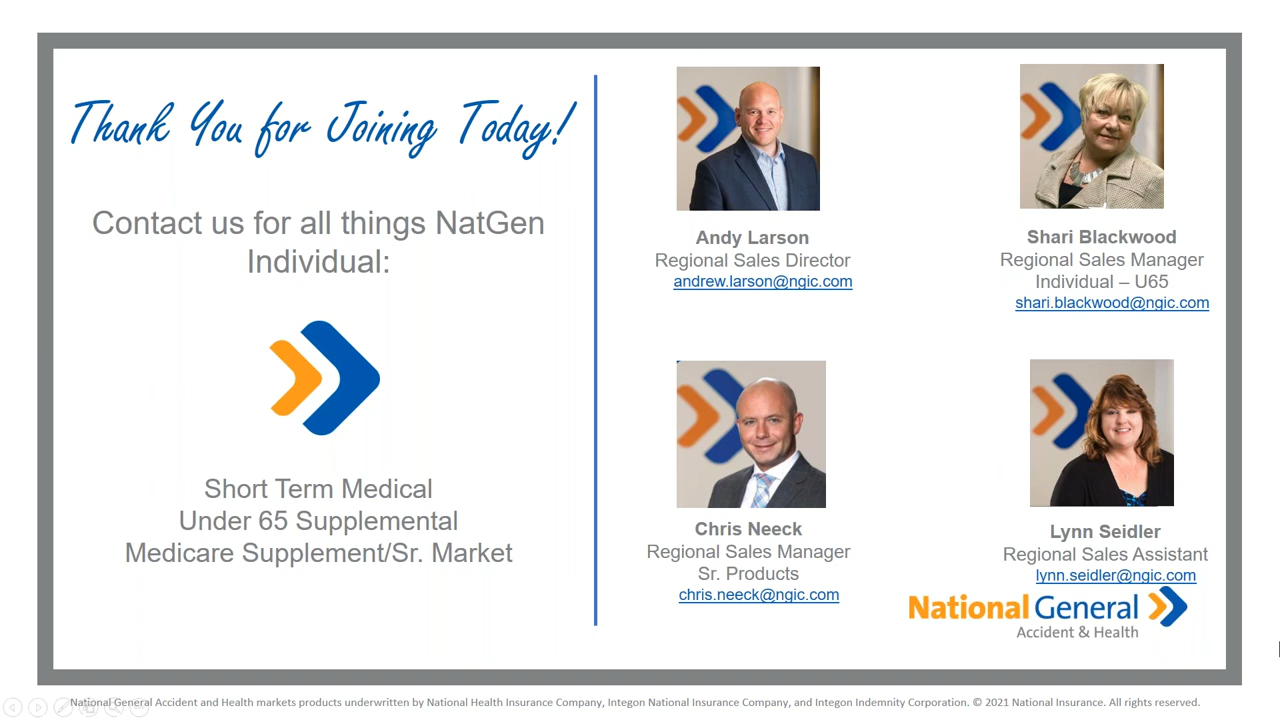 Thank You for Joining Today!
Contact us for all things NatGen
Individual:
Short Term Medical
Under 65 Supplemental
Medicare Supplement/Sr. Market
Andy Larson
Regional Sales Director
andrew.larson@ngic.com
Shari Blackwood
Regional Sales Manager
Individual – U65
shari.blackwood@ngic.com
Chris Neeck
Regional Sales Manager
Sr. Products
chris.neeck@ngic.com
Lynn Seidler
Regional Sales Assistant
lynn.seidler@ngic.com
National General
Accident & Health
National General Accident and Health markets products underwritten by National Health Insurance Company, Integon National Insurance Company, and Integon Indemnity Corporation. © 2021 National Insurance. All rights reserved.